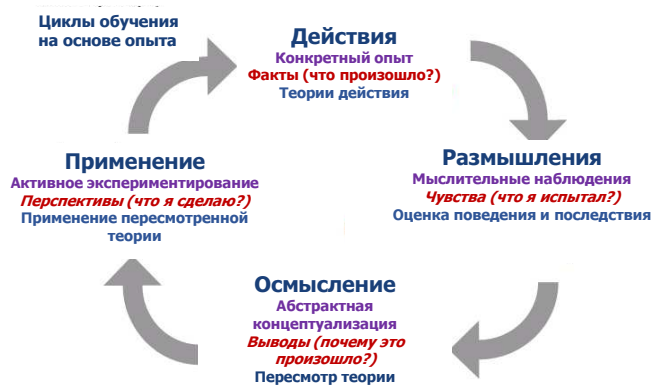 Циклы обучения
на основе опыта
Действия
Конкретный опыт
Факты (что произошло?)
Теории действия
Размышления
Мыслительные наблюдения
Чувства (что я испытал?)
Оценка поведения и последствия
Осмысление
Абстрактная
концептуализация
Выводы (почему это
произошло?)
Пересмотр теории
Применение
Активное экспериментирование
Перспективы (что я сделаю?)
Применение пересмотренной
теории